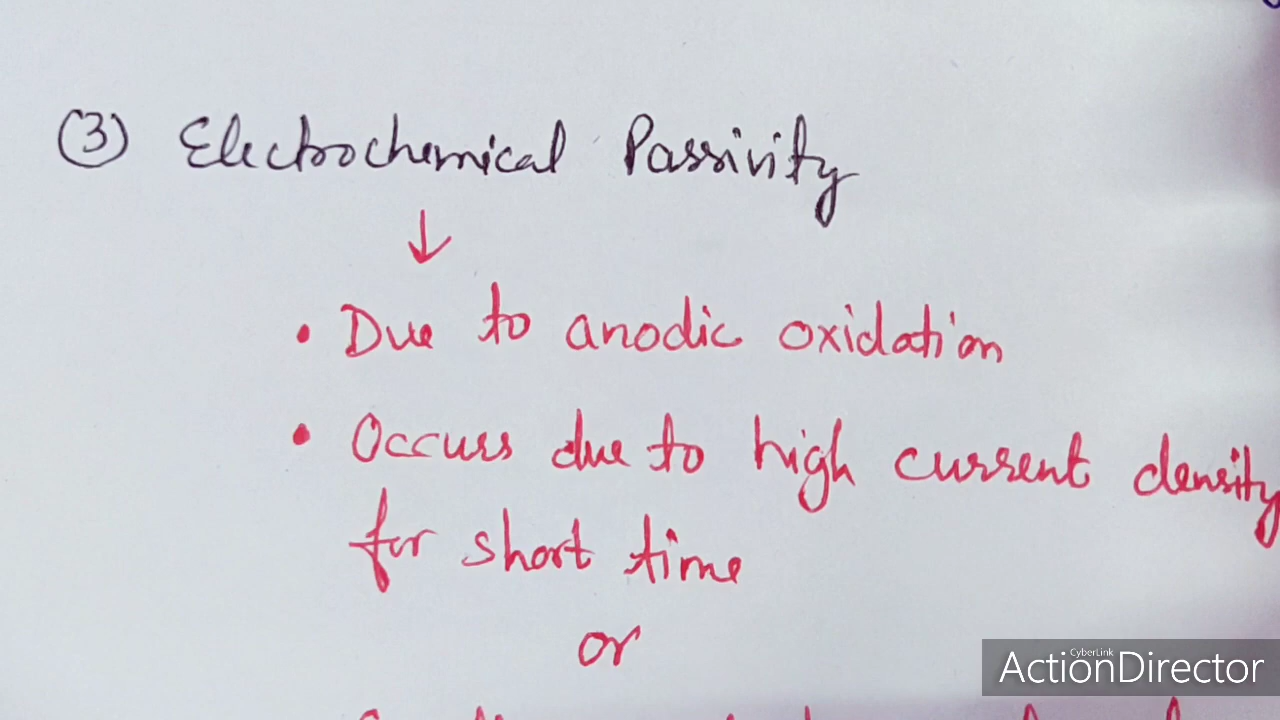 (3) Electrochemical Passivity
↓
• Due to anodic oxidation
• Occurs due to high current density
for short time
or
CyberLink
ActionDirector